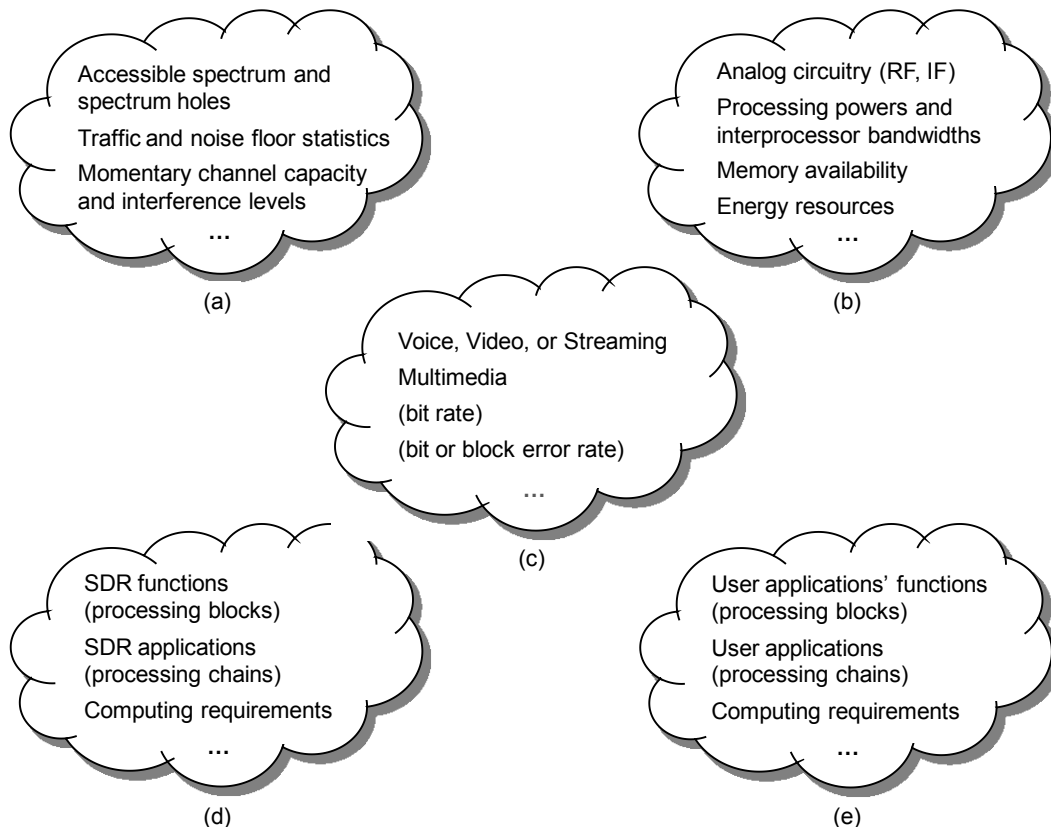 Accessible spectrum and
spectrum holes
Traffic and noise floor statistics
Momentary channel capacity
and interference levels
...
(a)
Analog circuitry (RF, IF)
Processing powers and
interprocessor bandwidths
Memory availability
Energy resources
...
(b)
Voice, Video, or Streaming
Multimedia
(bit rate)
(bit or block error rate)
...
(c)
SDR functions
(processing blocks)
SDR applications
(processing chains)
Computing requirements
...
(d)
User applications’ functions
(processing blocks)
User applications
(processing chains)
Computing requirements
...
(e)